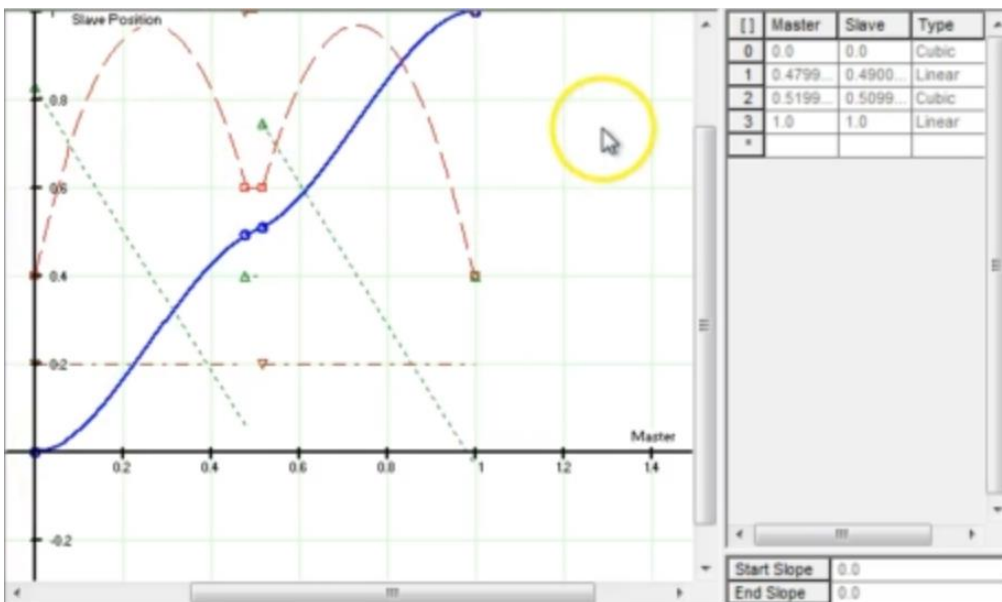 Slave Position
1
0.8
0.6
0.4
0.2
Master
0.2 0.4 0.6 0.8 1 1.2 1.4
-0.2
[ ] Master Slave Type
0 0.0 0.0 Cubic
1 0.4799... 0.4900... Linear
2 0.5199... 0.5099... Cubic
3 1.0 1.0 Linear
*
Start Slope 0.0
End Slope 0.0